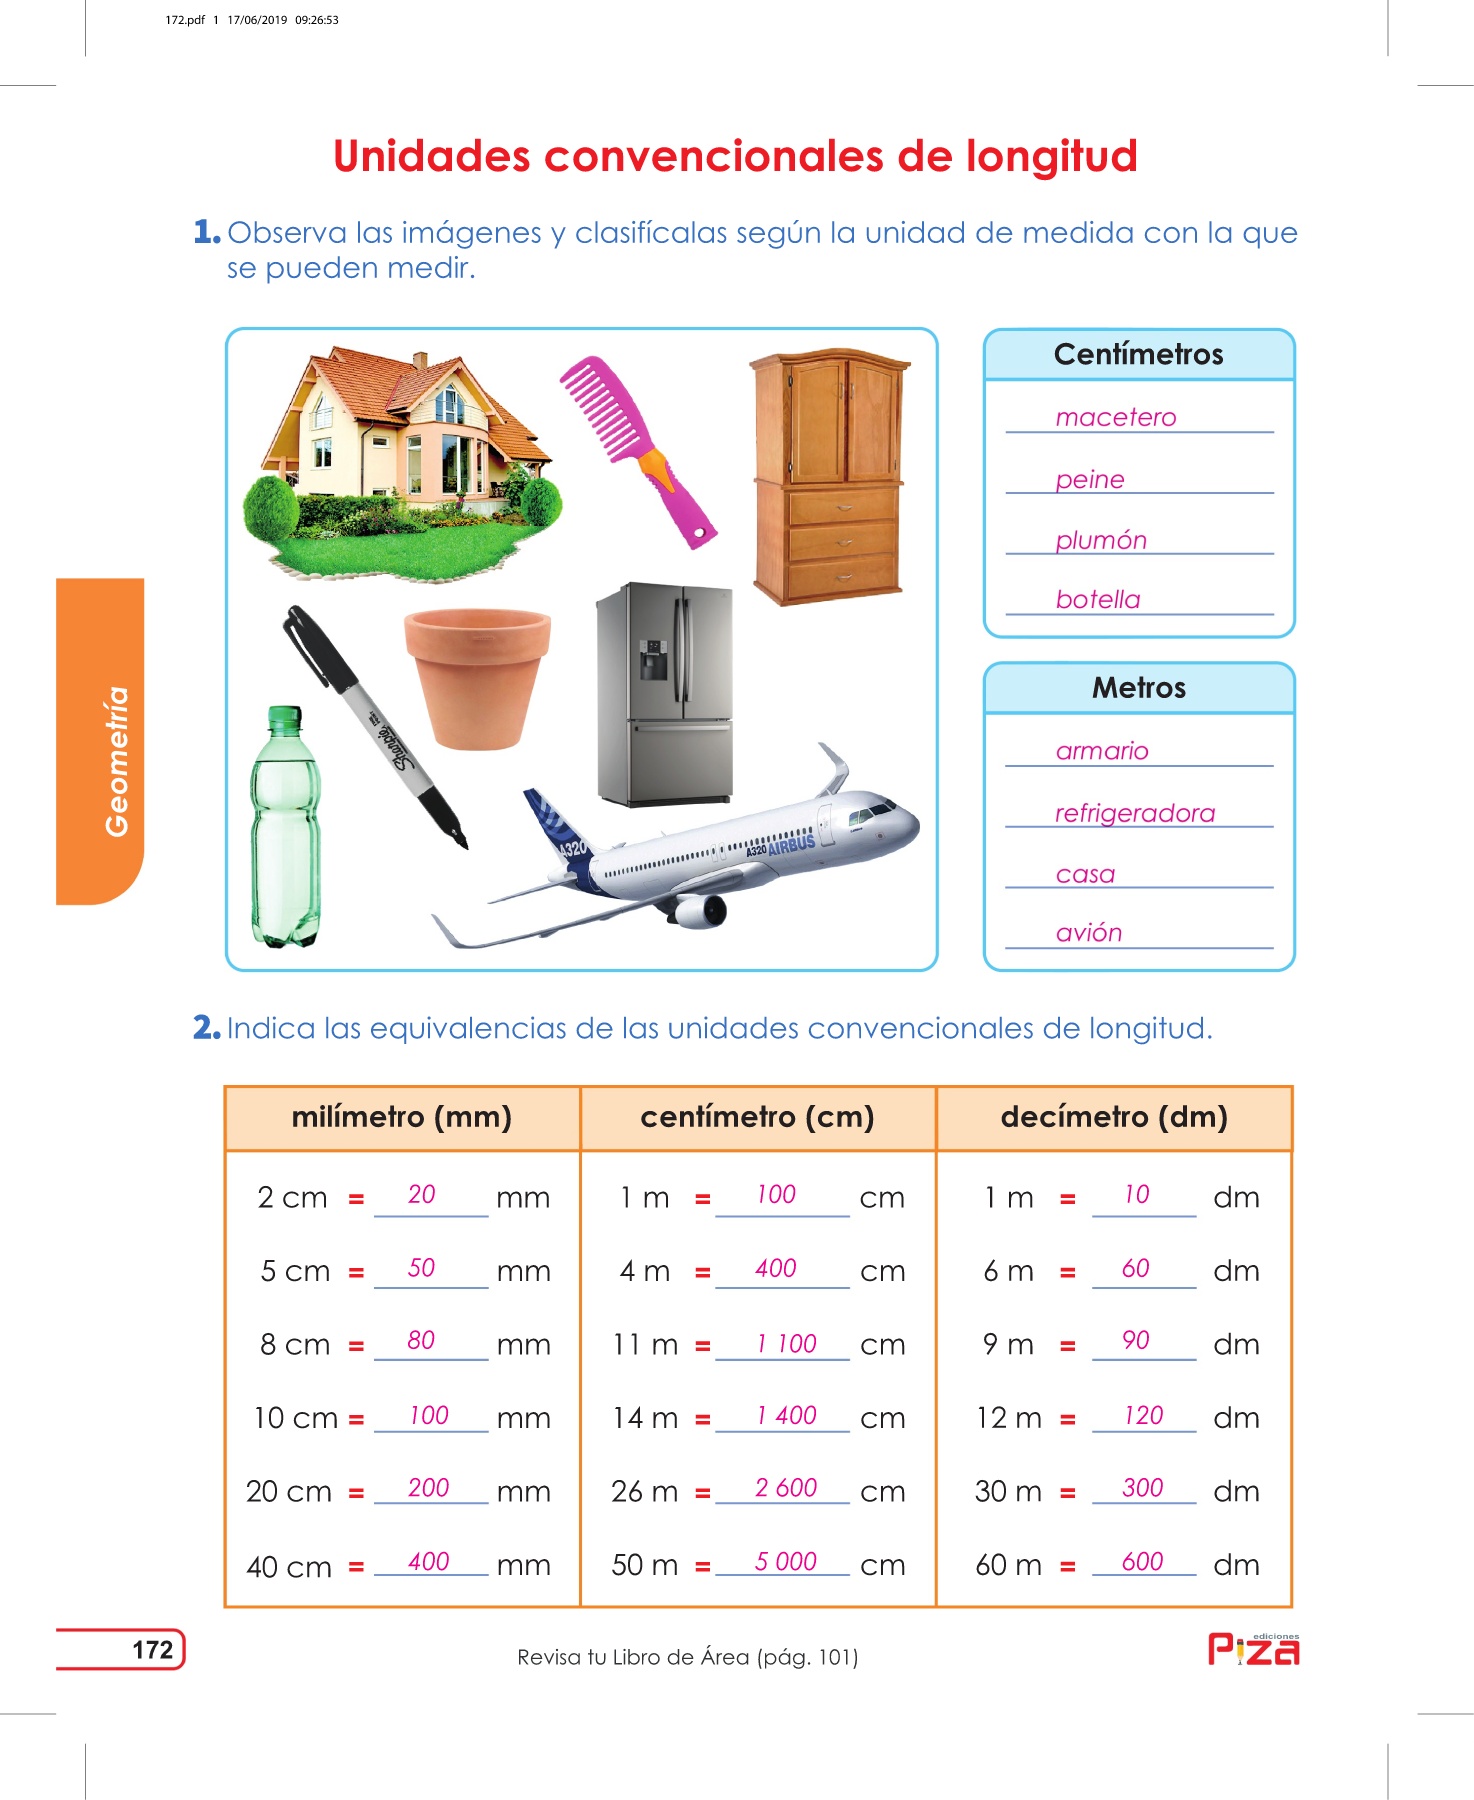 172.pdf 1 17/06/2019 09:26:53
Unidades convencionales de longitud
1. Observa las imágenes y clasifícalas según la unidad de medida con la que
se pueden medir.
Centímetros
macetero
peine
plumón
botella
Metros
armario
refrigeradora
casa
avión
Sharpie
A320
A320 AIRBUS
Geometría
2. Indica las equivalencias de las unidades convencionales de longitud.
milímetro (mm) centímetro (cm) decímetro (dm)
2 cm = 20 mm 1 m = 100 cm 1 m = 10 dm
5 cm = 50 mm 4 m = 400 cm 6 m = 60 dm
8 cm = 80 mm 11 m = 1 100 cm 9 m = 90 dm
10 cm = 100 mm 14 m = 1 400 cm 12 m = 120 dm
20 cm = 200 mm 26 m = 2 600 cm 30 m = 300 dm
40 cm = 400 mm 50 m = 5 000 cm 60 m = 600 dm
172
Revisa tu Libro de Área (pág. 101)
ediciones
Piza